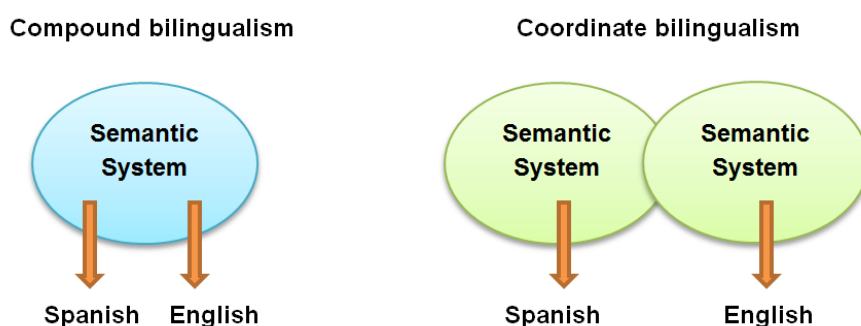 Compound bilingualism
Coordinate bilingualism
Semantic
System
Semantic
System
Semantic
System
Spanish English
Spanish
English